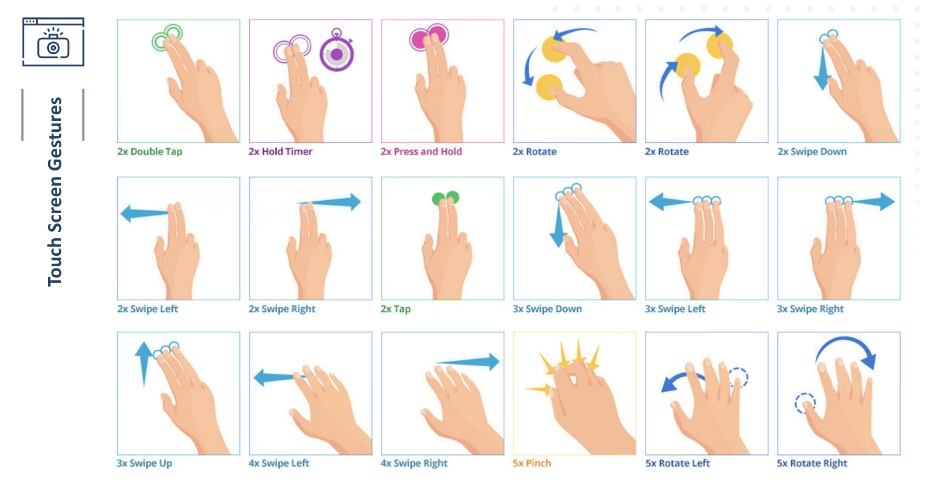 Touch Screen Gestures
2x Double Tap
2x Hold Timer
2x Press and Hold
2x Rotate
2x Rotate
2x Swipe Down
2x Swipe Left
2x Swipe Right
2x Tap
3x Swipe Down
3x Swipe Left
3x Swipe Right
3x Swipe Up
4x Swipe Left
4x Swipe Right
5x Pinch
5x Rotate Left
5x Rotate Right